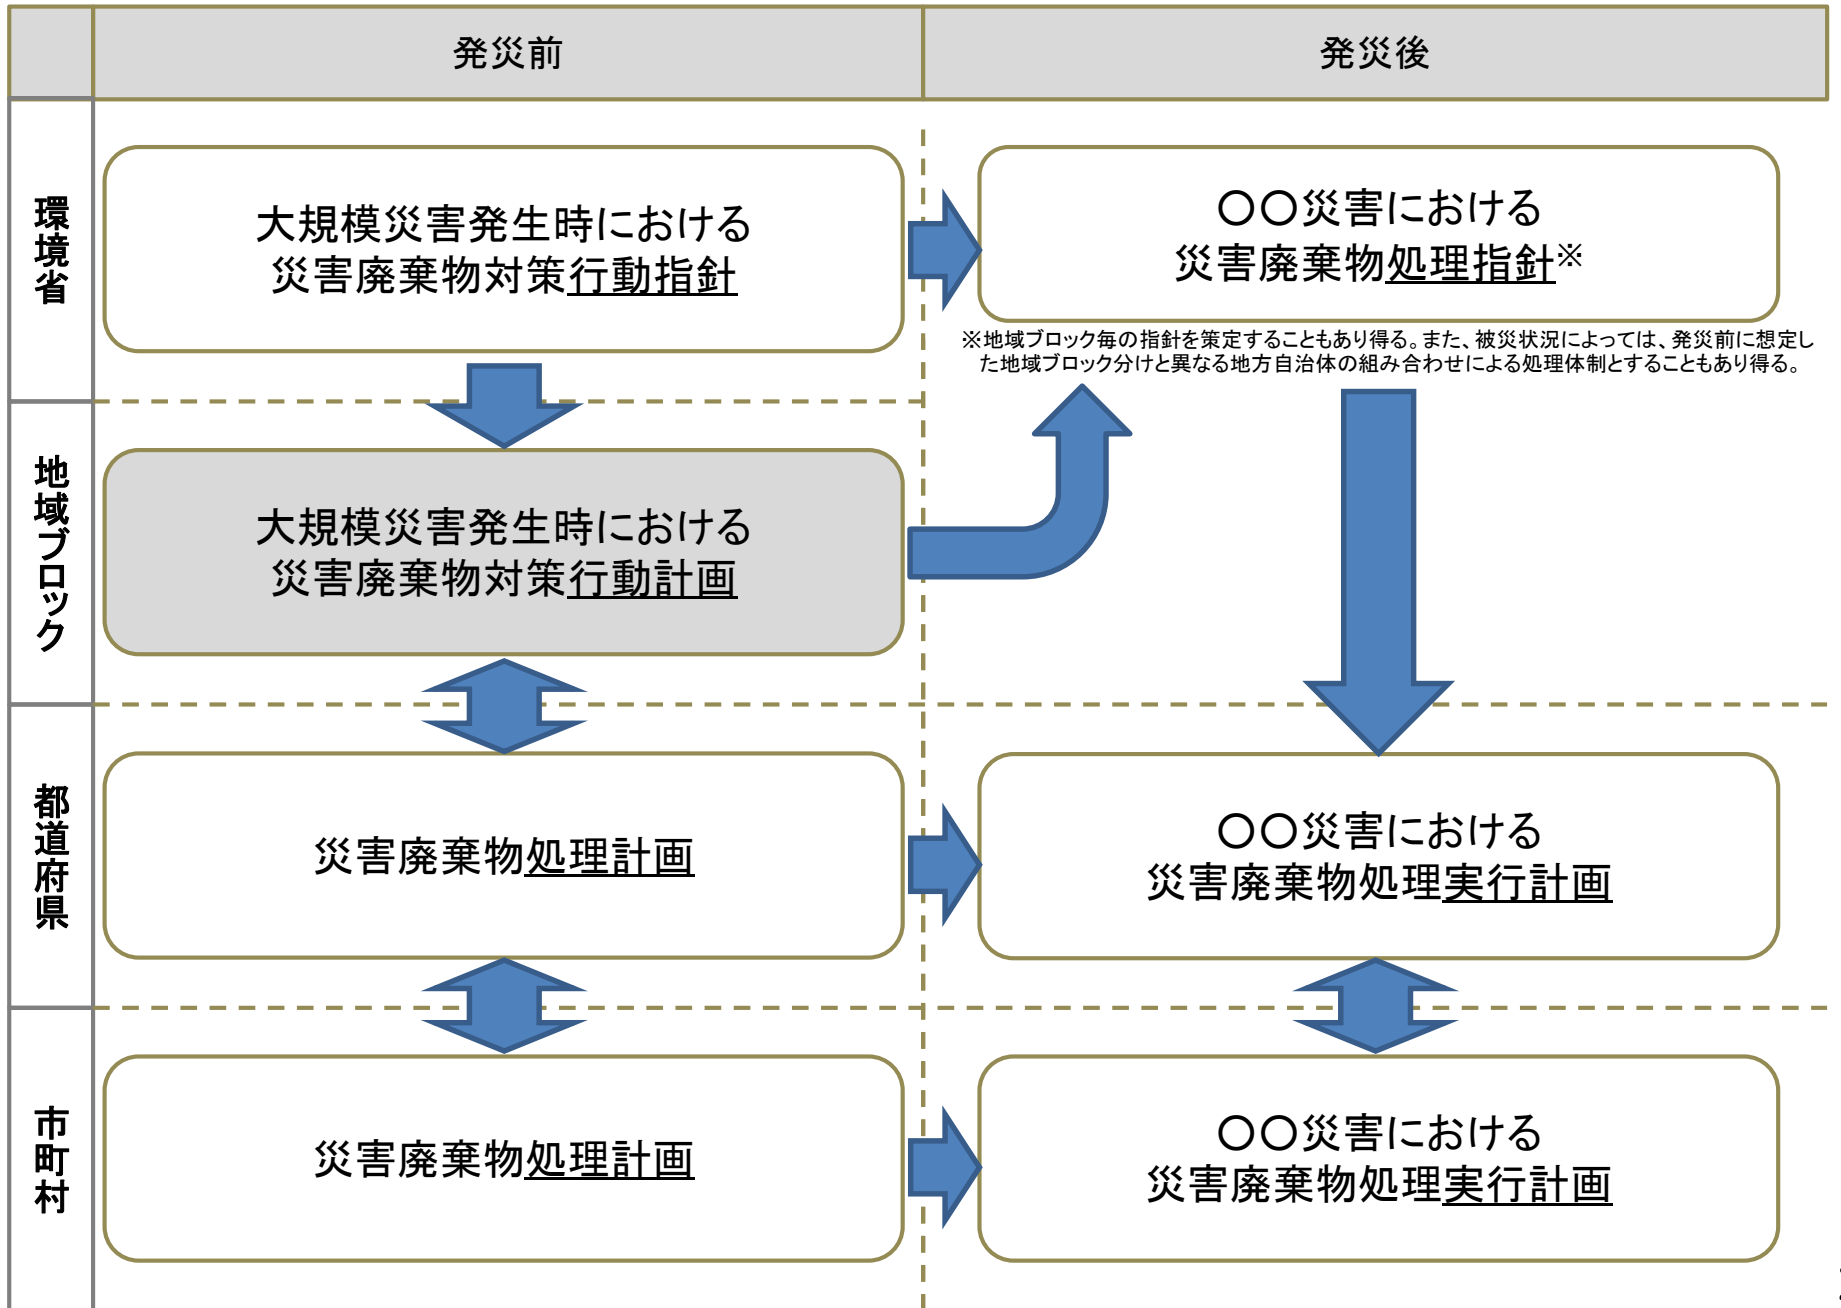 発災前
発災後
環境省
大規模災害発生時における
災害廃棄物対策行動指針
〇〇災害における
災害廃棄物処理指針※
※地域ブロック毎の指針を策定することもあり得る。また、被災状況によっては、発災前に想定し
た地域ブロック分けと異なる地方自治体の組み合わせによる処理体制とすることもあり得る。
地域ブロック
大規模災害発生時における
災害廃棄物対策行動計画
都道府県
災害廃棄物処理計画
〇〇災害における
災害廃棄物処理実行計画
市町村
災害廃棄物処理計画
〇〇災害における
災害廃棄物処理実行計画